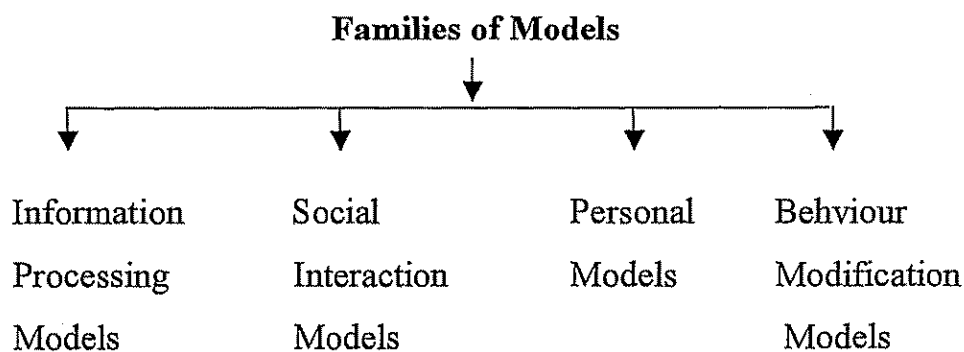 Families of Models
Information Social Personal Behviour
Processing Interaction Models Modification
Models Models Models